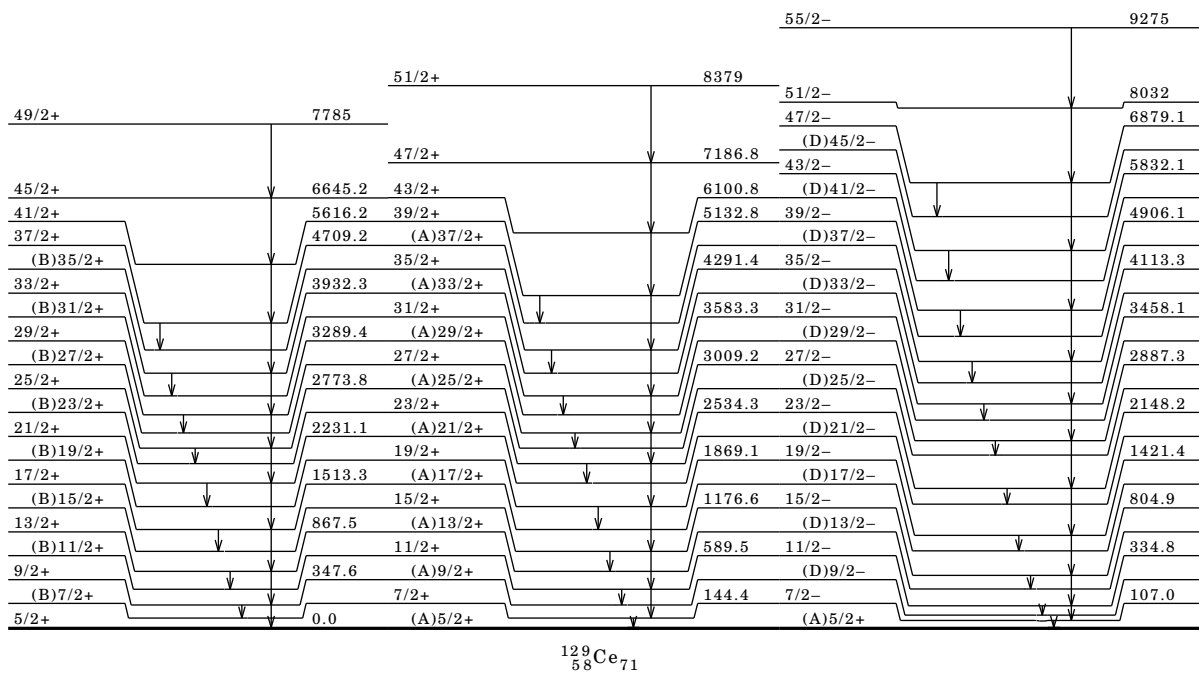 55/2− 9275
51/2+ 8379
51/2− 8032
49/2+ 7785
47/2− 6879.1
(D)45/2−
47/2+ 7186.8
43/2− 5832.1
45/2+ 6645.2
43/2+ 6100.8
(D)41/2−
41/2+ 5616.2
39/2+ 5132.8
39/2− 4906.1
37/2+ 4709.2
(A)37/2+
(D)37/2−
(B)35/2+
35/2+ 4291.4
35/2− 4113.3
33/2+ 3932.3
(A)33/2+
(D)33/2−
(B)31/2+
31/2+ 3583.3
31/2− 3458.1
29/2+ 3289.4
(A)29/2+
(D)29/2−
(B)27/2+
27/2+ 3009.2
27/2− 2887.3
25/2+ 2773.8
(A)25/2+
(D)25/2−
(B)23/2+
23/2+ 2534.3
23/2− 2148.2
21/2+ 2231.1
(A)21/2+
(D)21/2−
(B)19/2+
19/2+ 1869.1
19/2− 1421.4
17/2+ 1513.3
(A)17/2+
(D)17/2−
(B)15/2+
15/2+ 1176.6
15/2− 804.9
13/2+ 867.5
(A)13/2+
(D)13/2−
(B)11/2+
11/2+ 589.5
11/2− 334.8
9/2+ 347.6
(A)9/2+
(D)9/2−
(B)7/2+
7/2+ 144.4
7/2− 107.0
5/2+ 0.0
(A)5/2+
(A)5/2+
129
58Ce71